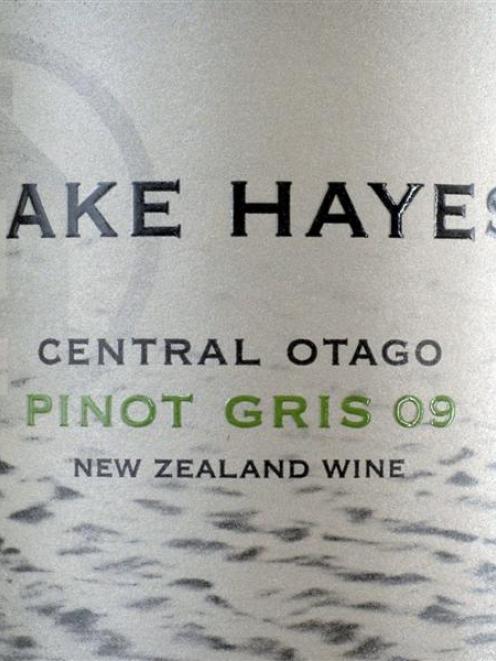 AKE HAYES
CENTRAL OTAGO
PINOT GRIS 09
NEW ZEALAND WINE